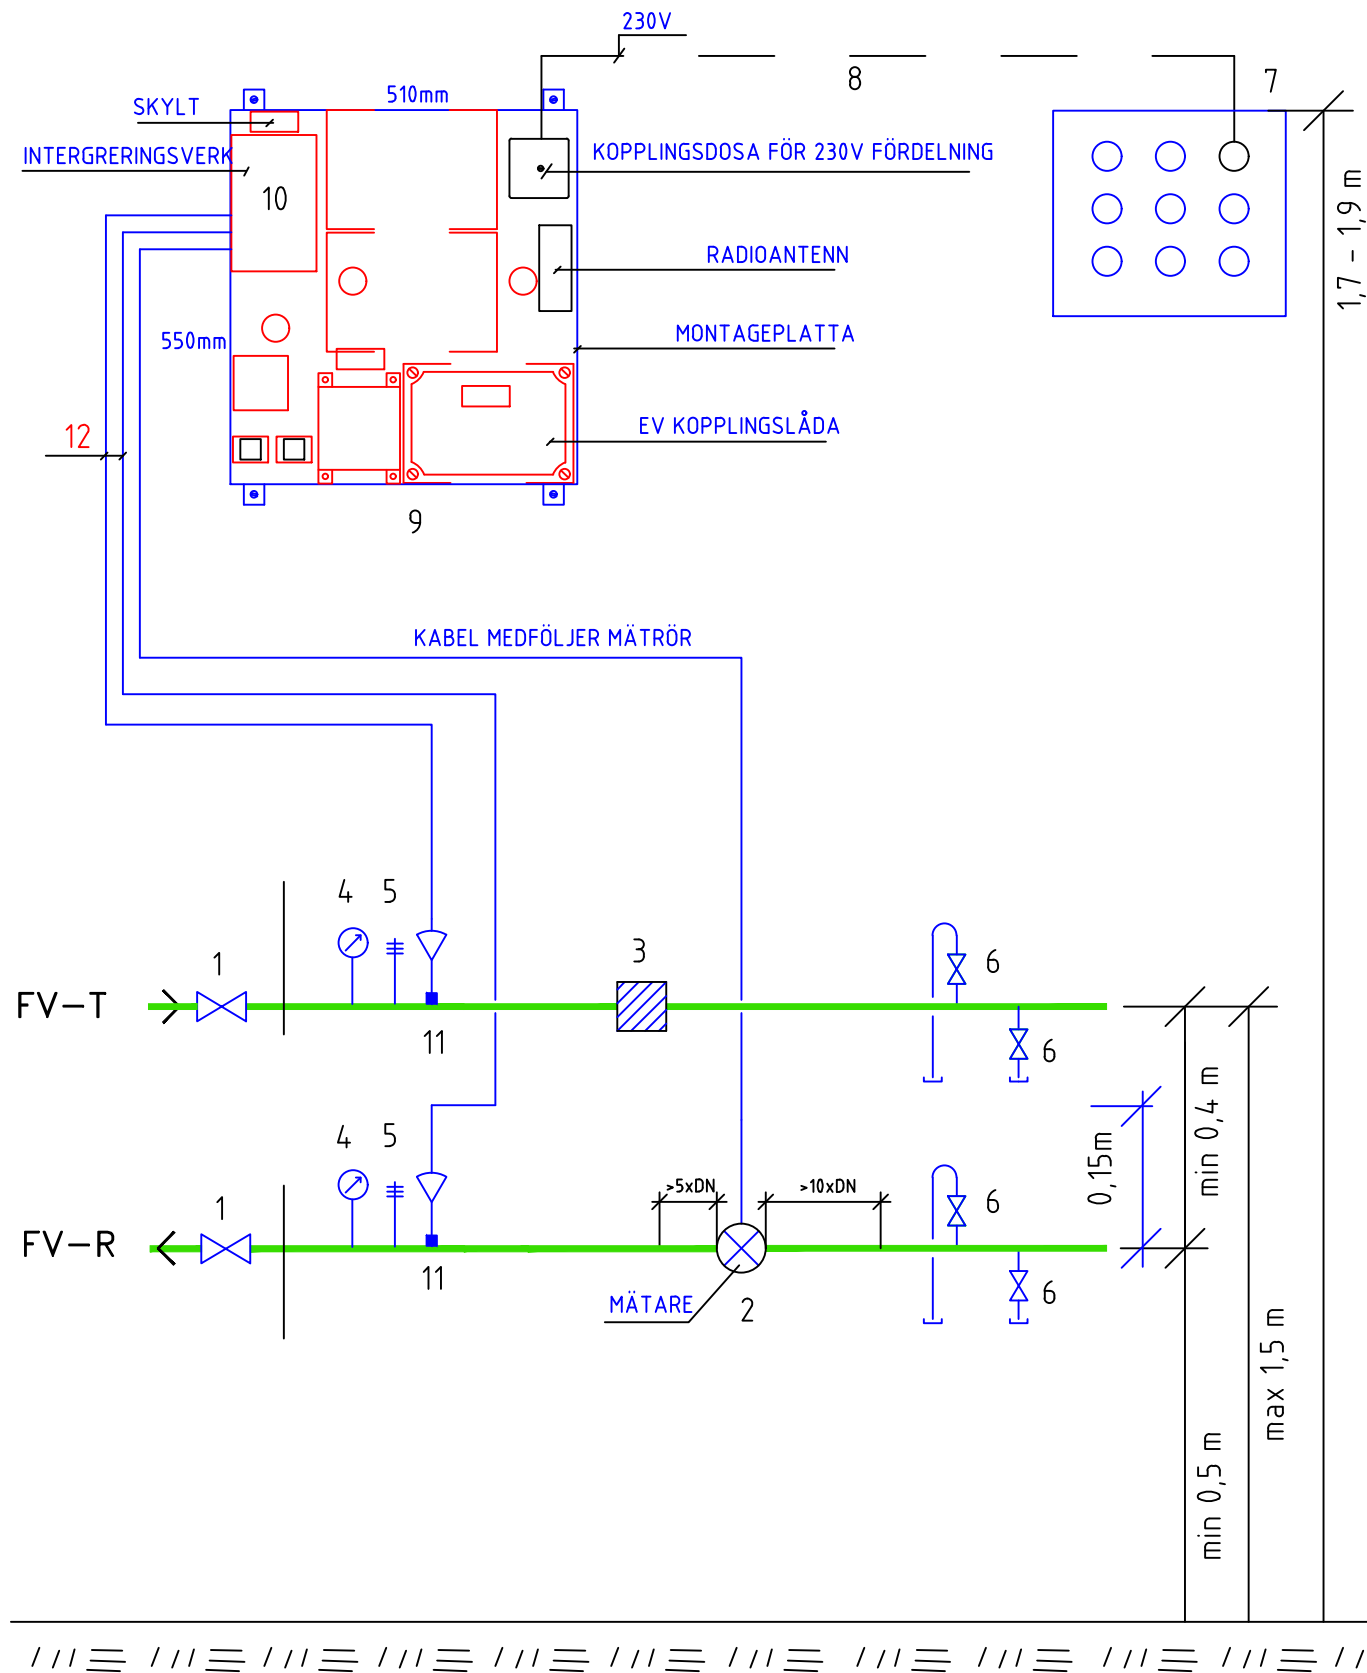 230V
8
7
510mm
SKYLT
INTERGRERINGSVERK
KOPPLINGSDOSA FÖR 230V FÖRDELNING
10
1,7 - 1,9 m
RADIOANTENN
550mm
MONTAGEPLATTA
12
EV KOPPLINGSLÅDA
9
KABEL MEDFÖLJER MÄTRÖR
4
5
3
1
6
FV-T
11
6
min 0,4 m
0,15m
4
5
>5xDN
>10xDN
1
6
FV-R
11
6
MÄTARE
2
max 1,5 m
min 0,5 m